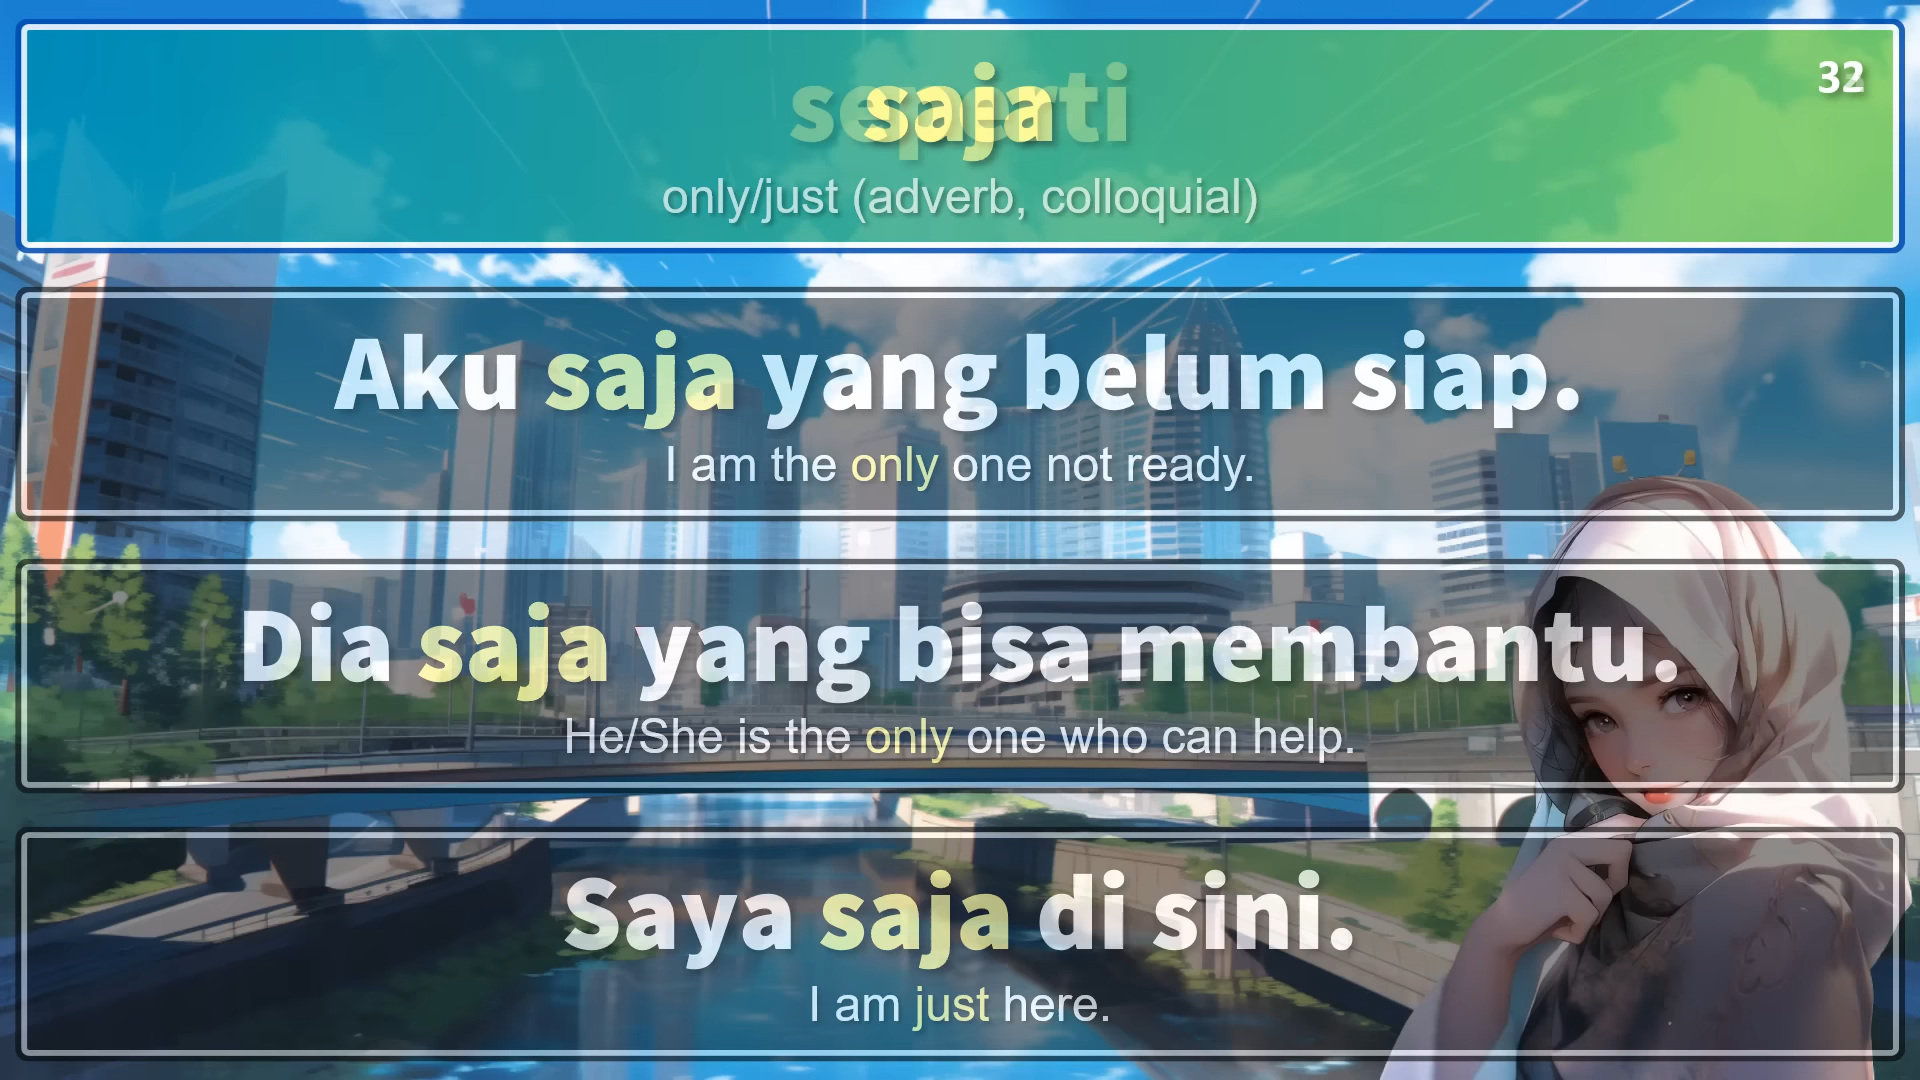 seperti
saja
32
only/just (adverb, colloquial)
Aku saja yang belum siap.
I am the only one not ready.
Dia saja yang bisa membantu.
He/She is the only one who can help.
Saya saja di sini.
I am just here.